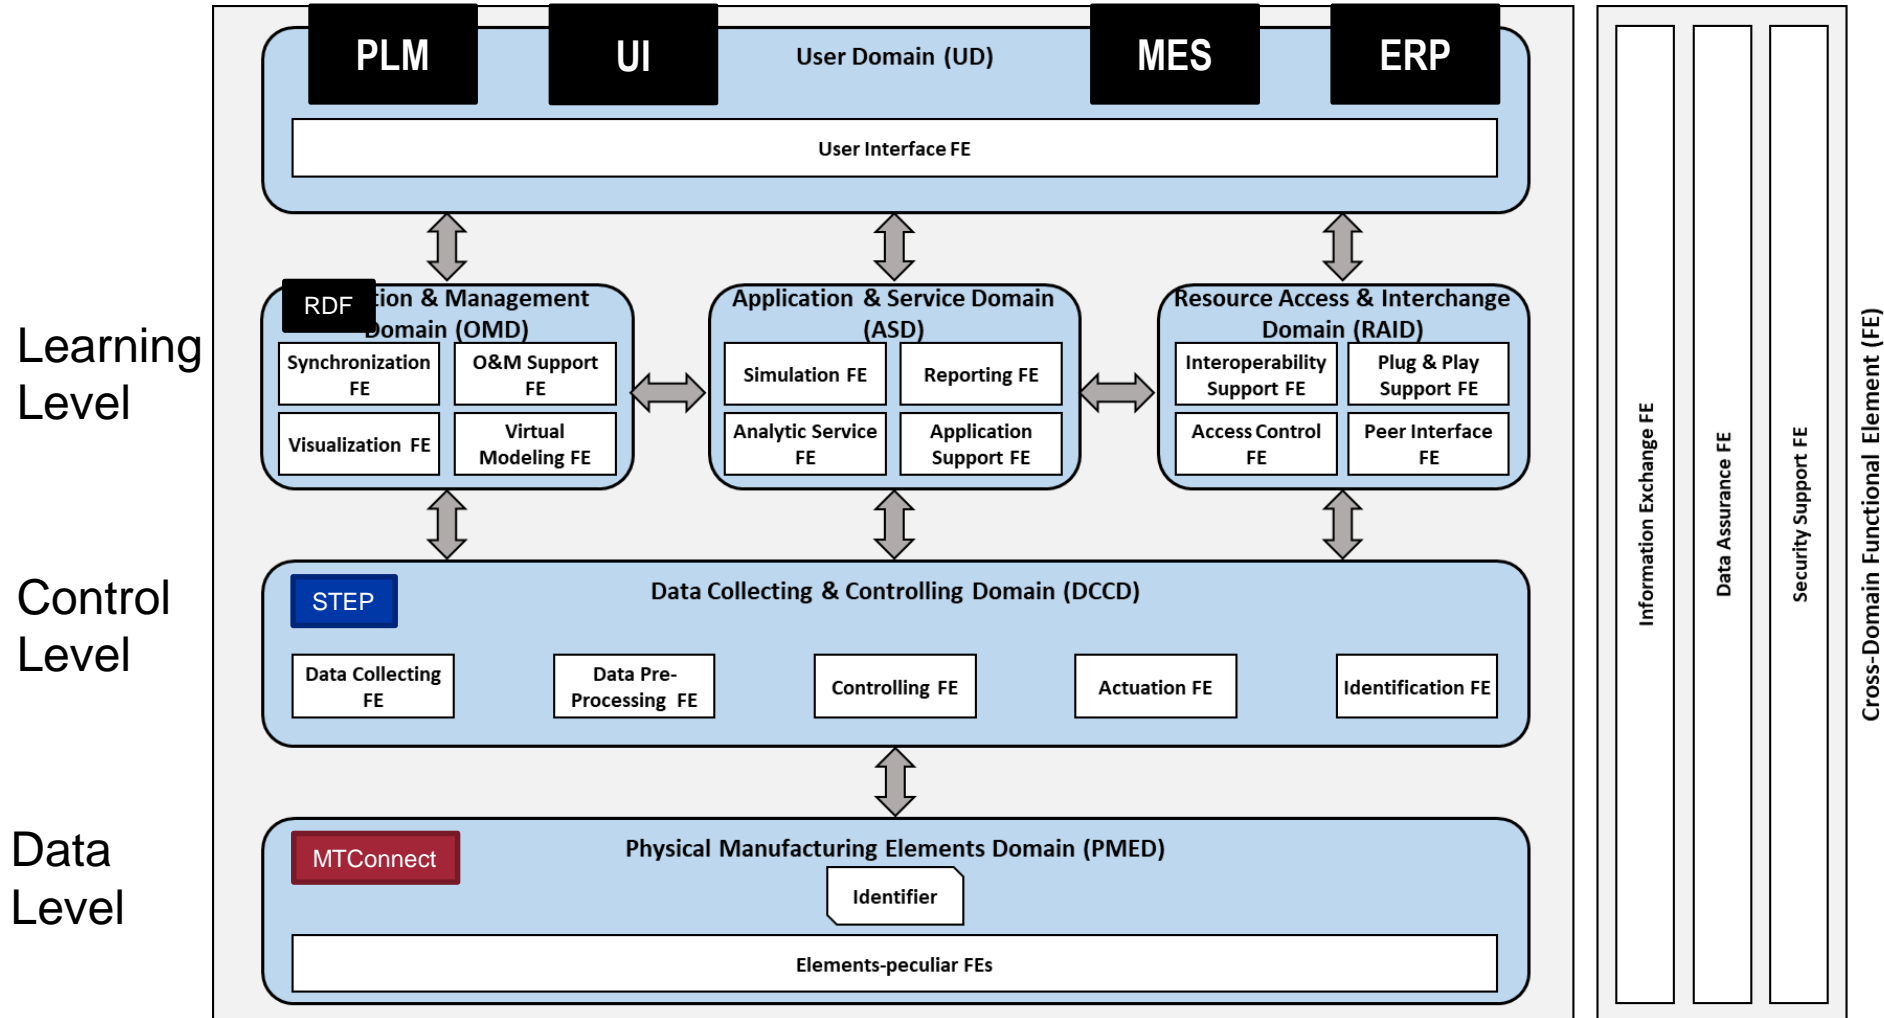 PLM
UI
User Domain (UD)
MES
ERP
User Interface FE
Learning
Level
RDF
tion & Management
Domain (OMD)
Synchronization
FE
O&M Support
FE
Visualization FE
Virtual
Modeling FE
Application & Service Domain
(ASD)
Simulation FE
Reporting FE
Analytic Service
FE
Application
Support FE
Resource Access & Interchange
Domain (RAID)
Interoperability
Support FE
Plug & Play
Support FE
Access Control
FE
Peer Interface
FE
Control
Level
STEP
Data Collecting & Controlling Domain (DCCD)
Data Collecting
FE
Data Pre-
Processing FE
Controlling FE
Actuation FE
Identification FE
Data
Level
MTConnect
Physical Manufacturing Elements Domain (PMED)
Identifier
Elements-peculiar FEs
Information Exchange FE
Data Assurance FE
Security Support FE
Cross-Domain Functional Element (FE)